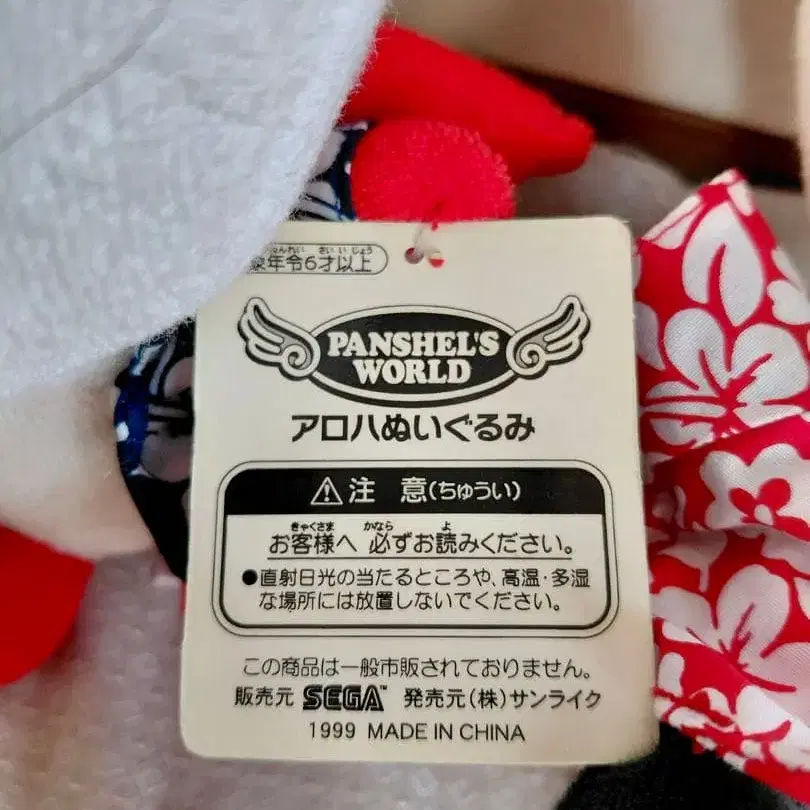 年令6才以上
PANSHEL'S
WORLD
アロハぬいぐるみ
⚠注 意(ちゅうい)
お客様へ 必ずお読みください。
●直射日光の当たるところや、高温・多湿
な場所には放置しないでください。
この商品は一般市販されておりません。
販売元 SEGA™ 発売元(株)サンライク
1999 MADE IN CHINA